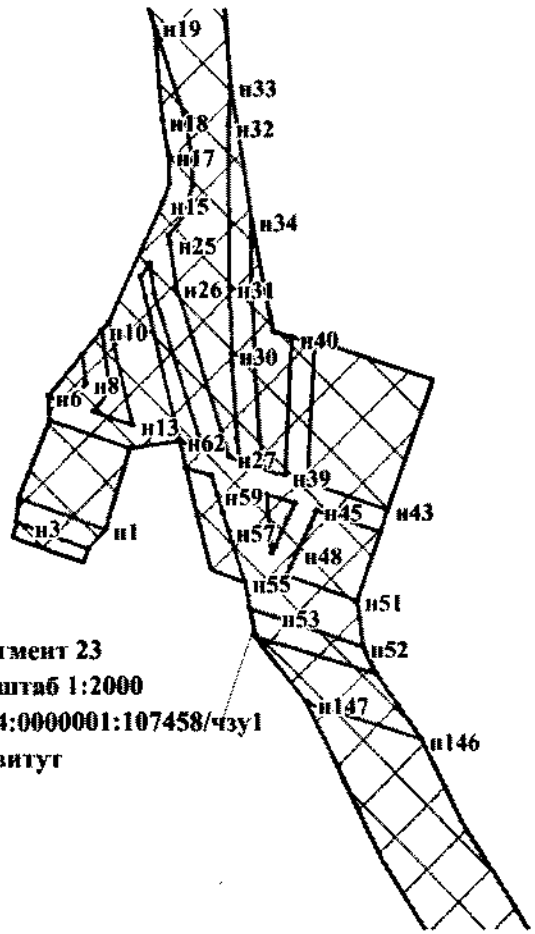 н19
н33
н18
н32
н17
н15
н34
н25
н26
н31
н10
н40
н30
н8
н6
н13
н62
н27
н39
н59
н45
н43
н3
н1
н57
н48
н55
н51
н53
гмент 23
н52
штаб 1:2000
4:0000001:107458/чзу1
н147
витут
н146